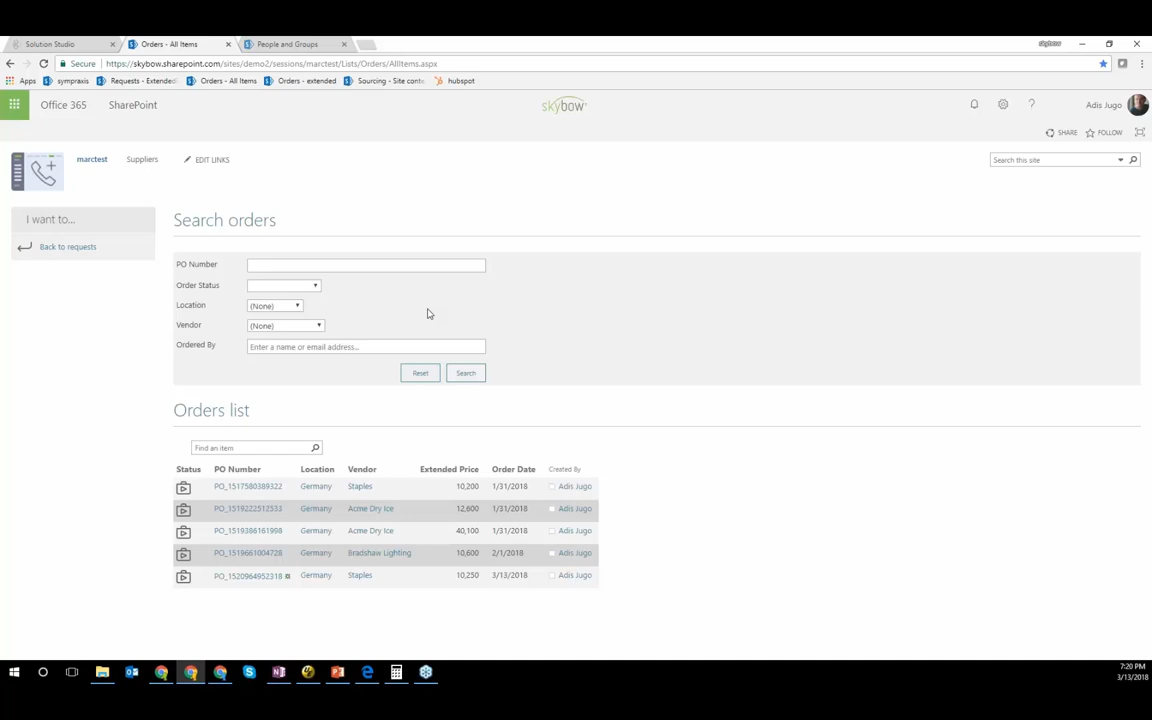 Solution Studio
Orders - All Items
People and Groups
skybow
Secure
https://skybow.sharepoint.com/sites/demo2/sessions/marctest/Lists/Orders/AllItems.aspx
Apps
sympraxis
Requests - Extended
Orders - All Items
Orders - extended
Sourcing - Site conte
hubspot
Office 365
SharePoint
skybow
?
Adis Jugo
SHARE
FOLLOW
marctest
Suppliers
EDIT LINKS
Search this site
I want to...
Back to requests
Search orders
PO Number
Order Status
Location
(None)
Vendor
(None)
Ordered By
Enter a name or email address...
Reset
Search
Orders list
Find an item
Status PO Number Location Vendor Extended Price Order Date Created By
PO_1517580389322 Germany Staples 10,200 1/31/2018 Adis Jugo
PO_1519222512533 Germany Acme Dry Ice 12,600 1/31/2018 Adis Jugo
PO_1519386161998 Germany Acme Dry Ice 40,100 1/31/2018 Adis Jugo
PO_1519661004728 Germany Bradshaw Lighting 10,600 2/1/2018 Adis Jugo
PO_1520964952318 Germany Staples 10,250 3/13/2018 Adis Jugo
7:20 PM
3/13/2018